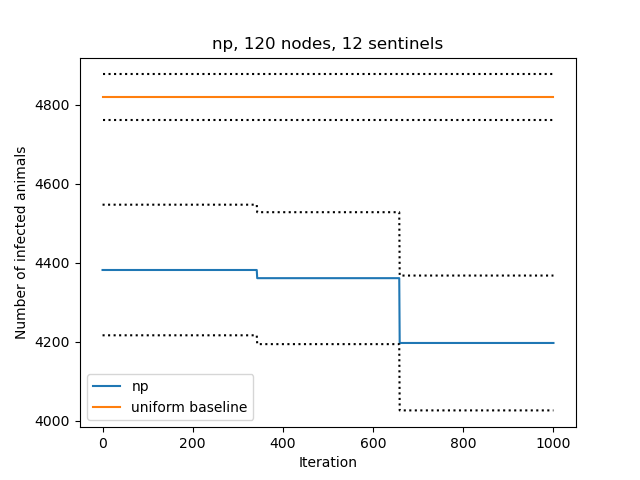 np, 120 nodes, 12 sentinels
Number of infected animals
4800
4600
4400
4200
4000
np
uniform baseline
0
200
400
600
800
1000
Iteration